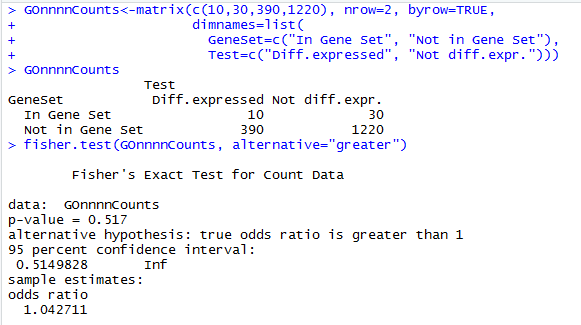 > GOnnnnCounts<-matrix(c(10,30,390,1220), nrow=2, byrow=TRUE,
+                      dimnames=list(
+                        GeneSet=c("In Gene Set", "Not in Gene Set"),
+                        Test=c("Diff.expressed", "Not diff.expr.")))
> GOnnnnCounts
                 Test
GeneSet           Diff.expressed Not diff.expr.
  In Gene Set                 10             30
  Not in Gene Set            390           1220
> fisher.test(GOnnnnCounts, alternative="greater")
        Fisher's Exact Test for Count Data
data:  GOnnnnCounts
p-value = 0.517
alternative hypothesis: true odds ratio is greater than 1
95 percent confidence interval:
 0.5149828       Inf
sample estimates:
odds ratio
  1.042711